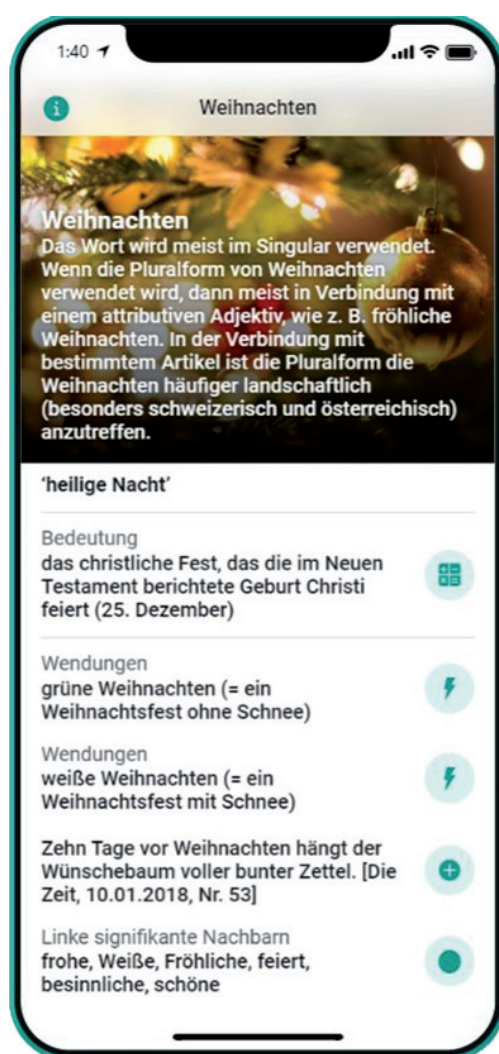 1:40
Weihnachten
Weihnachten
Das Wort wird meist im Singular verwendet.
Wenn die Pluralform von Weihnachten
verwendet wird, dann meist in Verbindung mit
einem attributiven Adjektiv, wie z. B. fröhliche
Weihnachten. In der Verbindung mit
bestimmtem Artikel ist die Pluralform die
Weihnachten häufiger landschaftlich
(besonders schweizerisch und österreichisch)
anzutreffen.
‘heilige Nacht’
Bedeutung
das christliche Fest, das die im Neuen
Testament berichtete Geburt Christi
feiert (25. Dezember)
Wendungen
grüne Weihnachten (= ein
Weihnachtsfest ohne Schnee)
Wendungen
weiße Weihnachten (= ein
Weihnachtsfest mit Schnee)
Zehn Tage vor Weihnachten hängt der
Wünschebaum voller bunter Zettel. [Die
Zeit, 10.01.2018, Nr. 53]
Linke signifikante Nachbarn
frohe, Weiße, Fröhliche, feiert,
besinnliche, schöne